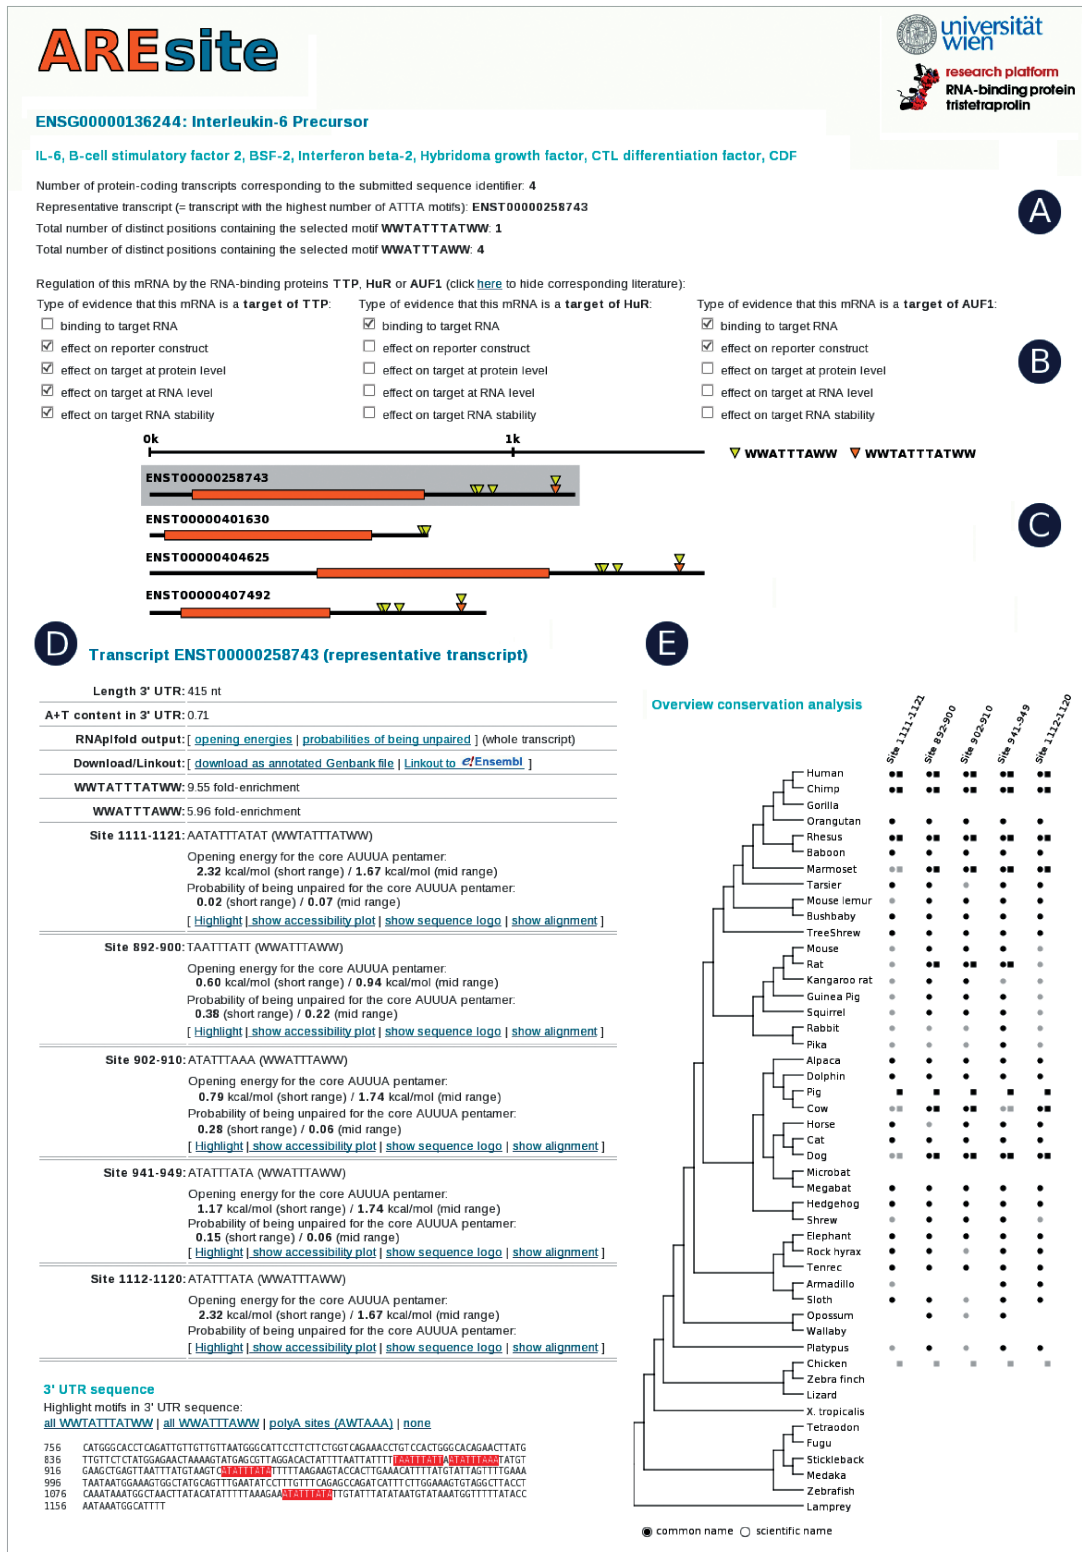 AREsite
universität
wien
research platform
RNA-binding protein
tristetraprolin
ENSG00000136244: Interleukin-6 Precursor
IL-6, B-cell stimulatory factor 2, BSF-2, Interferon beta-2, Hybridoma growth factor, CTL differentiation factor, CDF
Number of protein-coding transcripts corresponding to the submitted sequence identifier: 4
Representative transcript (= transcript with the highest number of ATTTA motifs): ENST00000258743
Total number of distinct positions containing the selected motif WWTATTTATWW: 1
Total number of distinct positions containing the selected motif WWATTTAWW: 4
A
Regulation of this mRNA by the RNA-binding proteins TTP, HuR or AUF1 (click here to hide corresponding literature):
Type of evidence that this mRNA is a target of TTP:
binding to target RNA
effect on reporter construct
effect on target at protein level
effect on target at RNA level
effect on target RNA stability
Type of evidence that this mRNA is a target of HuR:
binding to target RNA
effect on reporter construct
effect on target at protein level
effect on target at RNA level
effect on target RNA stability
Type of evidence that this mRNA is a target of AUF1:
binding to target RNA
effect on reporter construct
effect on target at protein level
effect on target at RNA level
effect on target RNA stability
B
0k 1k
WWATTTAWW WWTATTTATWW
ENST00000258743
ENST00000401630
ENST00000404625
ENST00000407492
C
D
Transcript ENST00000258743 (representative transcript)
Length 3' UTR: 415 nt
A+T content in 3' UTR: 0.71
RNAplfold output: [ opening energies | probabilities of being unpaired ] (whole transcript)
Download/Linkout: [ download as annotated Genbank file | Linkout to e!Ensembl ]
WWTATTTATWW: 9.55 fold-enrichment
WWATTTAWW: 5.96 fold-enrichment
Site 1111-1121: AATATTTATAT (WWTATTTATWW)
Opening energy for the core AUUUA pentamer:
2.32 kcal/mol (short range) / 1.67 kcal/mol (mid range)
Probability of being unpaired for the core AUUUA pentamer:
0.02 (short range) / 0.07 (mid range)
[ Highlight | show accessibility plot | show sequence logo | show alignment ]
Site 892-900: TAATTTATT (WWATTTAWW)
Opening energy for the core AUUUA pentamer:
0.60 kcal/mol (short range) / 0.94 kcal/mol (mid range)
Probability of being unpaired for the core AUUUA pentamer:
0.38 (short range) / 0.22 (mid range)
[ Highlight | show accessibility plot | show sequence logo | show alignment ]
Site 902-910: ATATTTAAA (WWATTTAWW)
Opening energy for the core AUUUA pentamer:
0.79 kcal/mol (short range) / 1.74 kcal/mol (mid range)
Probability of being unpaired for the core AUUUA pentamer:
0.28 (short range) / 0.06 (mid range)
[ Highlight | show accessibility plot | show sequence logo | show alignment ]
Site 941-949: ATATTTATA (WWATTTAWW)
Opening energy for the core AUUUA pentamer:
1.17 kcal/mol (short range) / 1.74 kcal/mol (mid range)
Probability of being unpaired for the core AUUUA pentamer:
0.15 (short range) / 0.06 (mid range)
[ Highlight | show accessibility plot | show sequence logo | show alignment ]
Site 1112-1120: ATATTTATA (WWATTTAWW)
Opening energy for the core AUUUA pentamer:
2.32 kcal/mol (short range) / 1.67 kcal/mol (mid range)
Probability of being unpaired for the core AUUUA pentamer:
[ Highlight | show accessibility plot | show sequence logo | show alignment ]
3' UTR sequence
Highlight motifs in 3' UTR sequence:
all WWTATTTATWW | all WWATTTAWW | polyA sites (AWTAAA) | none
756 CATGGGCACCTCAGATTGTTGTTGTTAATGGGCATTCCTTCTTCTGGTCAGAAACCTGTCCACTGGGCACAGAACTTATG
836 TTGTTCTCTATGGAGAACTAAAAGTATGAGCGTTAGGACACTATTTTAATTATTTTTAATTTATTAATATTTAAATATGT
916 GAAGCTGAGTTAATTTATGTAAGTCATATTTATATTTTTAAGAAGTACCACTTGAAACATTTTATGTATTAGTTTTGAAA
996 TAATAATGGAAAGTGGCTATGCAGTTTGAATATCCTTTGTTTCAGAGCCAGATCATTTCTTGGAAAGTGTAGGCTTACCT
1076 CAAATAAATGGCTAACTTATACATATTTTTAAAGAAATATTTATATTGTATTTATATAATGTATAAATGGTTTTTATACC
1156 AATAAATGGCATTTT
E
Overview conservation analysis
Site 1111-1121
Site 892-900
Site 902-910
Site 941-949
Site 1112-1120
Human
Chimp
Gorilla
Orangutan
Rhesus
Baboon
Marmoset
Tarsier
Mouse lemur
Bushbaby
TreeShrew
Mouse
Rat
Kangaroo rat
Guinea Pig
Squirrel
Rabbit
Pika
Alpaca
Dolphin
Pig
Cow
Horse
Cat
Dog
Microbat
Megabat
Hedgehog
Shrew
Elephant
Rock hyrax
Tenrec
Armadillo
Sloth
Opossum
Wallaby
Platypus
Chicken
Zebra finch
Lizard
X. tropicalis
Tetraodon
Fugu
Stickleback
Medaka
Zebrafish
Lamprey
common name scientific name